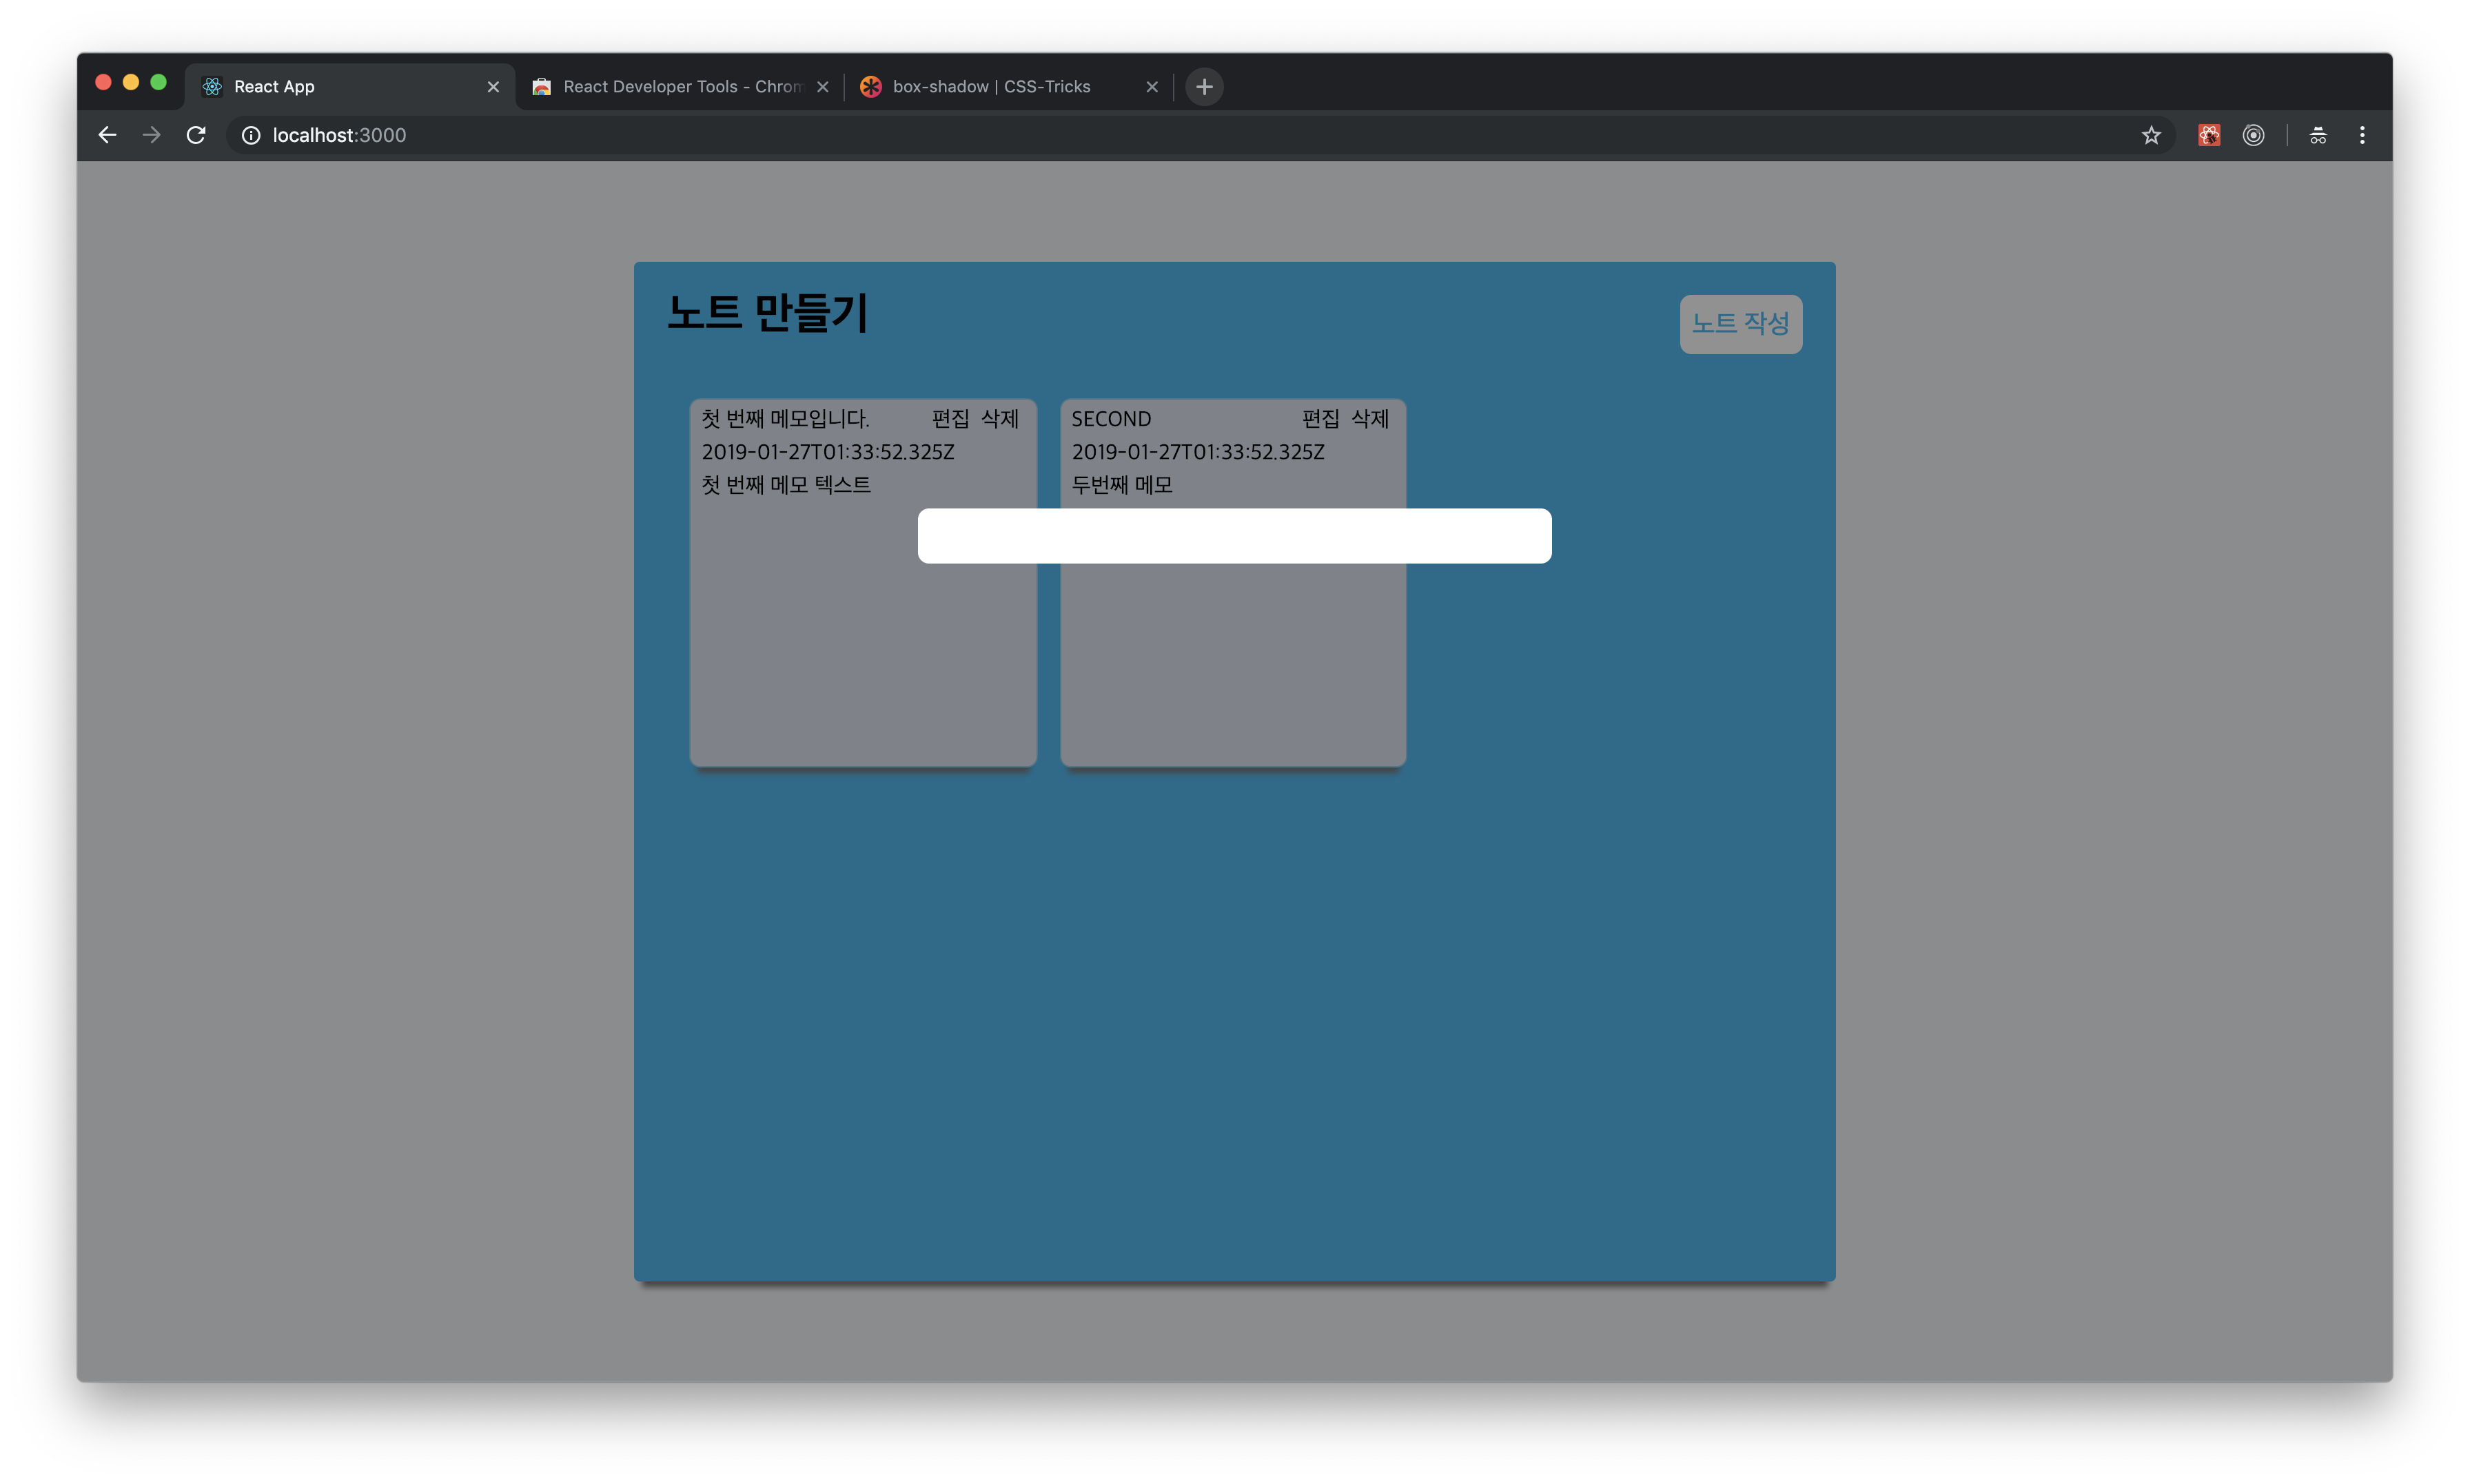 React App
React Developer Tools - Chrom
box-shadow | CSS-Tricks
localhost:3000
노트 만들기
노트 작성
첫 번째 메모입니다. 편집 삭제
2019-01-27T01:33:52.325Z
첫 번째 메모 텍스트
SECOND 편집 삭제
2019-01-27T01:33:52.325Z
두번째 메모